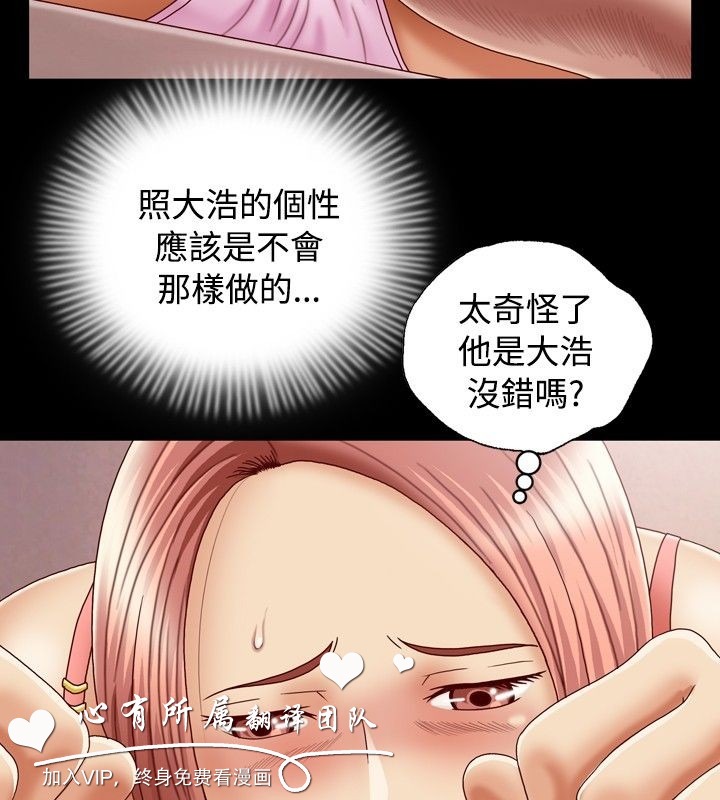 照大浩的個性
應該是不會
那樣做的...
太奇怪了
他是大浩
沒錯嗎?
心有所属翻译团队
加入VIP，终身免费看漫画